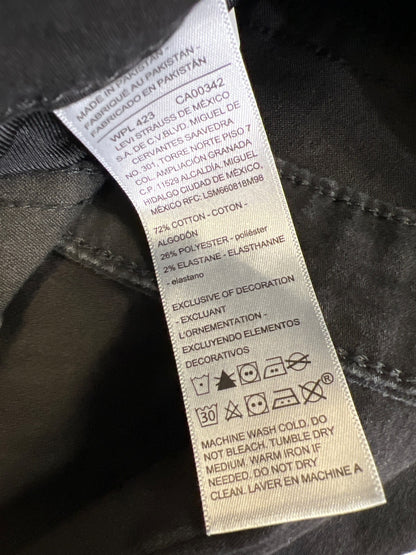 MADE IN PAKISTAN -
FABRIQUÉ AU PAKISTAN -
FABRICADO EN PAKISTÁN
WPL 423 CA00342
LEVI STRAUSS DE MÉXICO
S.A. DE C.V. BLVD. MIGUEL DE
CERVANTES SAAVEDRA
NO. 301, TORRE NORTE PISO 7
COL. AMPLIACIÓN GRANADA
C.P. 11529 ALCALDÍA. MIGUEL
HIDALGO CIUDAD DE MÉXICO,
MÉXICO RFC: LSM660818M98
72% COTTON - COTON -
ALGODÓN
26% POLYESTER - poliéster
2% ELASTANE - ELASTHANNE
- elastano
EXCLUSIVE OF DECORATION
- EXCLUANT
L'ORNEMENTATION -
EXCLUYENDO ELEMENTOS
DECORATIVOS
30 ®
MACHINE WASH COLD. DO
NOT BLEACH. TUMBLE DRY
MEDIUM. WARM IRON IF
NEEDED. DO NOT DRY
CLEAN. LAVER EN MACHINE A